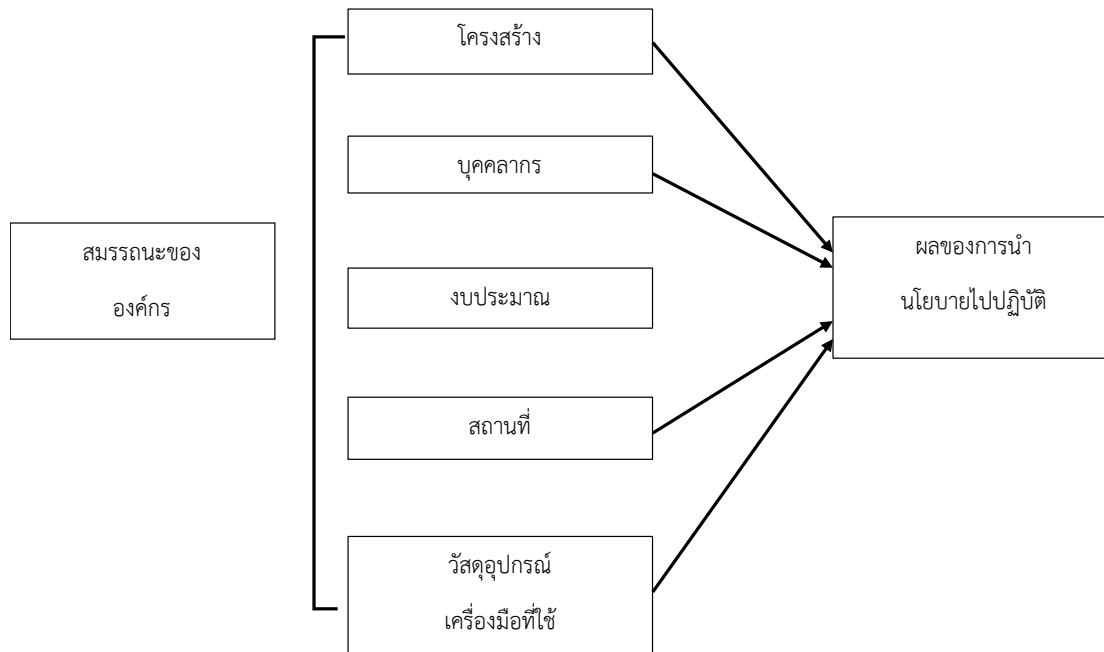 โครงสร้าง
บุคคลากร
สมรรถนะของ
องค์กร
งบประมาณ
สถานที่
วัสดุอุปกรณ์
เครื่องมือที่ใช้
ผลของการนำ
นโยบายไปปฏิบัติ